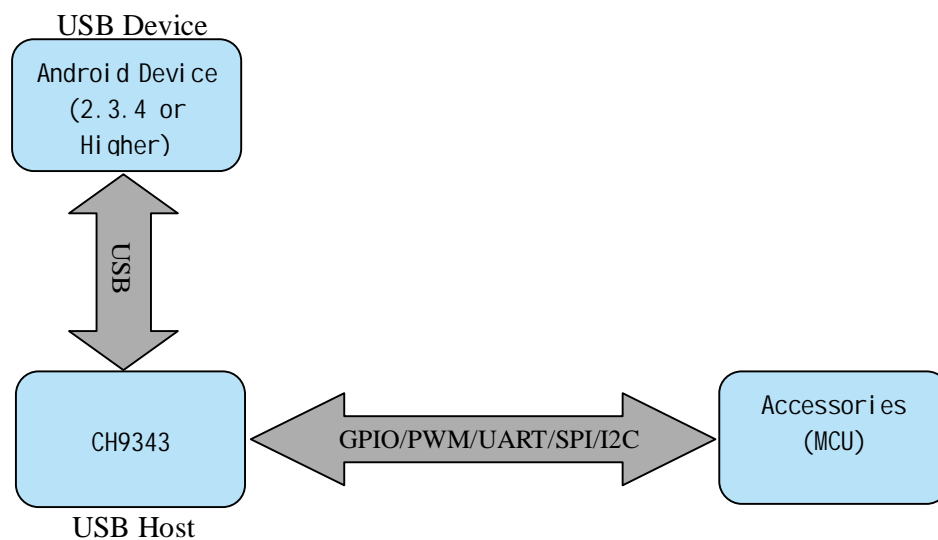 USB Device
Android Device
(2.3.4 or
Higher)
USB
CH9343
USB Host
GPIO/PWM/UART/SPI/I2C
Accessories
(MCU)